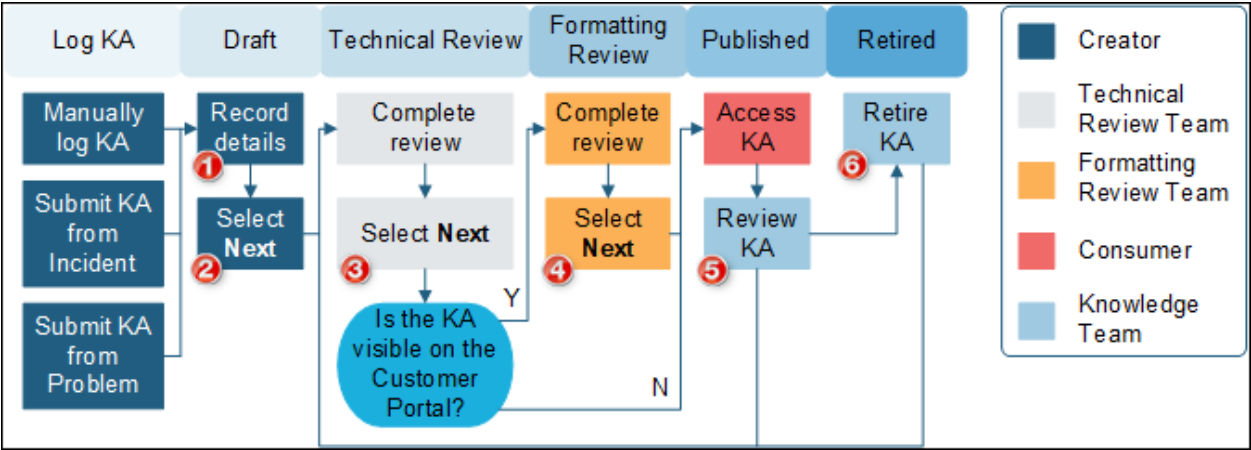 Log KA
Draft
Technical Review
Formatting
Review
Published
Retired
Manually
log KA
Submit KA
from
Incident
Submit KA
from
Problem
Record
details
1
Select
Next
2
Complete
review
Select Next
3
Is the KA
visible on the
Customer
Portal?
Y
N
Complete
review
Select
Next
4
Access
KA
Review
KA
5
Retire
KA
6
Creator
Technical
Review Team
Formatting
Review Team
Consumer
Knowledge
Team